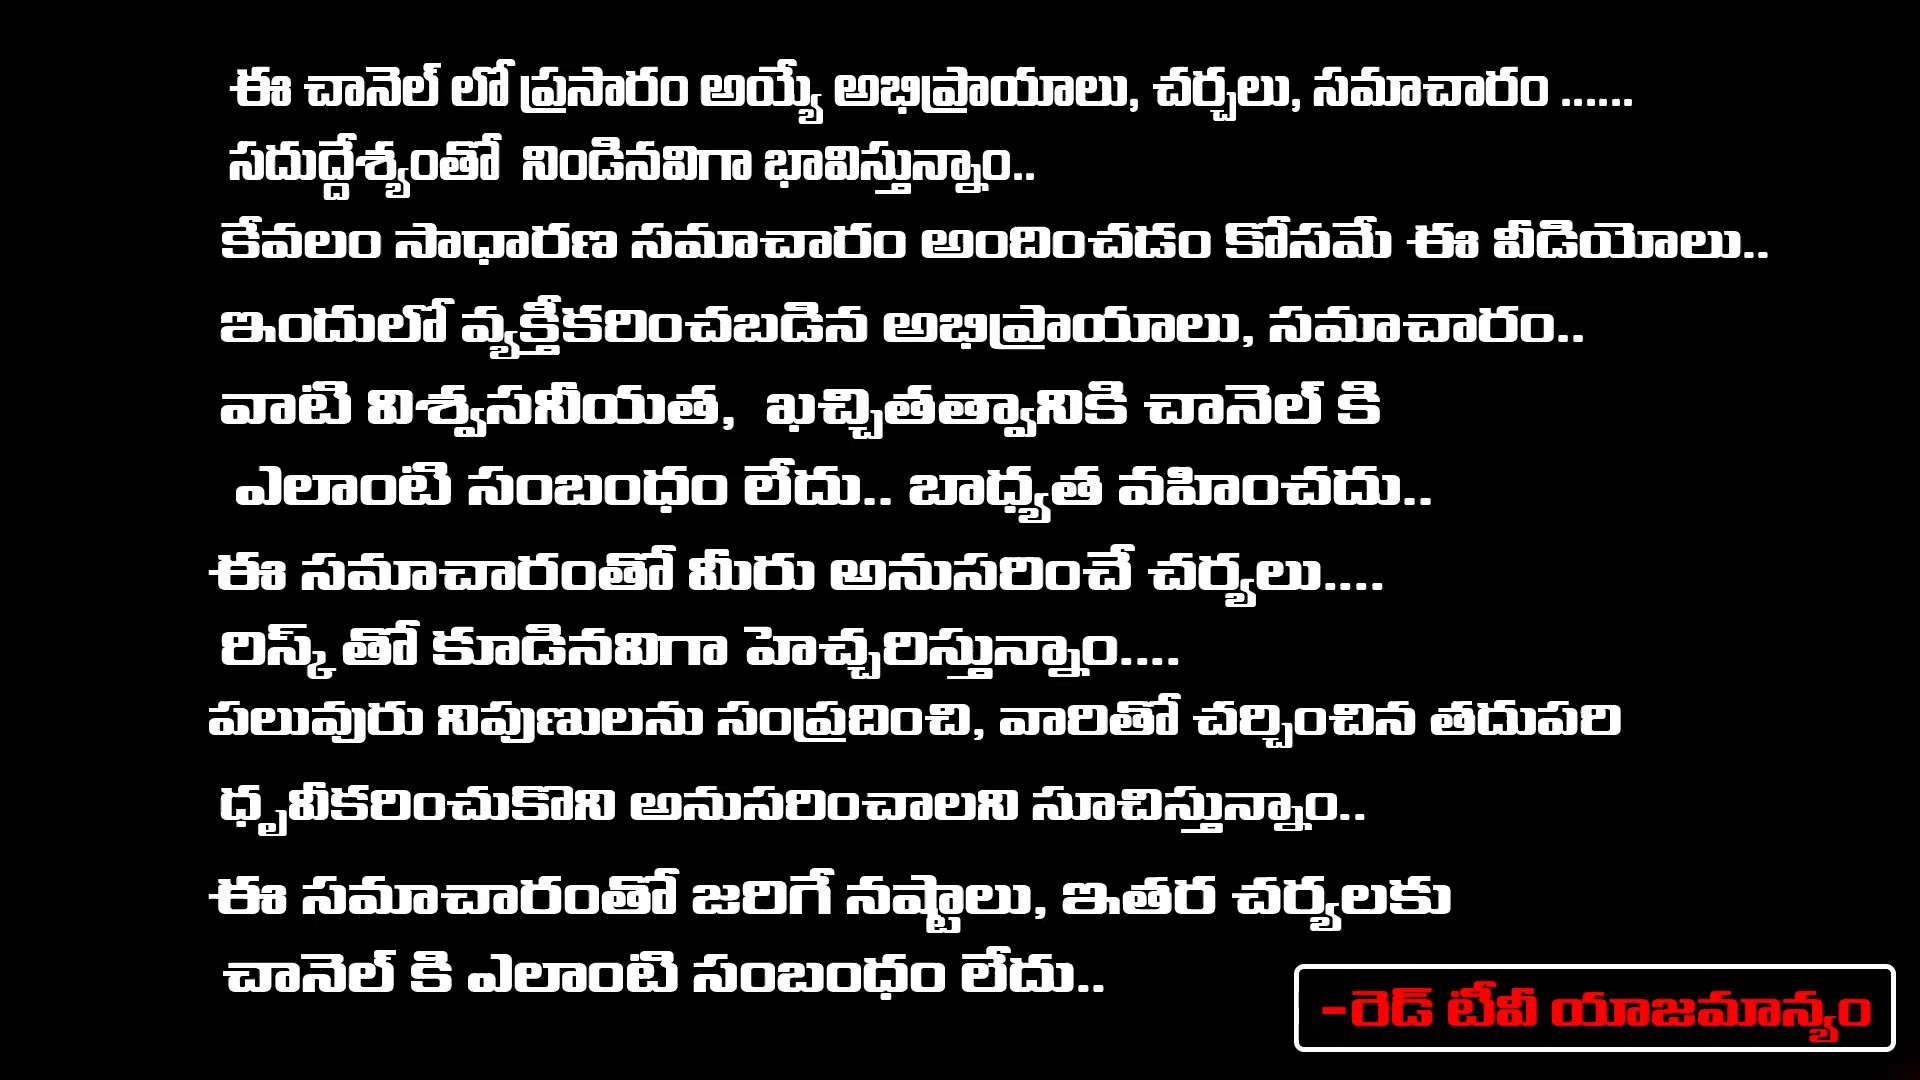 ఈ చానెల్ లో ప్రసారం అయ్యే అభిప్రాయాలు, చర్చలు, సమాచారం ......
సదుద్దేశ్యంతో నిండినవిగా భావిస్తున్నాం..
కేవలం సాధారణ సమాచారం అందించడం కోసమే ఈ వీడియోలు..
ఇందులో వ్యక్తీకరించబడిన అభిప్రాయాలు, సమాచారం..
వాటి విశ్వసనీయత, ఖచ్చితత్వానికి చానెల్ కి
ఎలాంటి సంబంధం లేదు.. బాధ్యత వహించదు..
ఈ సమాచారంతో మీరు అనుసరించే చర్యలు....
రిస్క్ తో కూడినవిగా హెచ్చరిస్తున్నాం....
పలువురు నిపుణులను సంప్రదించి, వారితో చర్చించిన తదుపరి
ధృవీకరించుకొని అనుసరించాలని సూచిస్తున్నాం..
ఈ సమాచారంతో జరిగే నష్టాలు, ఇతర చర్యలకు
చానెల్ కి ఎలాంటి సంబంధం లేదు..
-రెడ్ టీవీ యాజమాన్యం